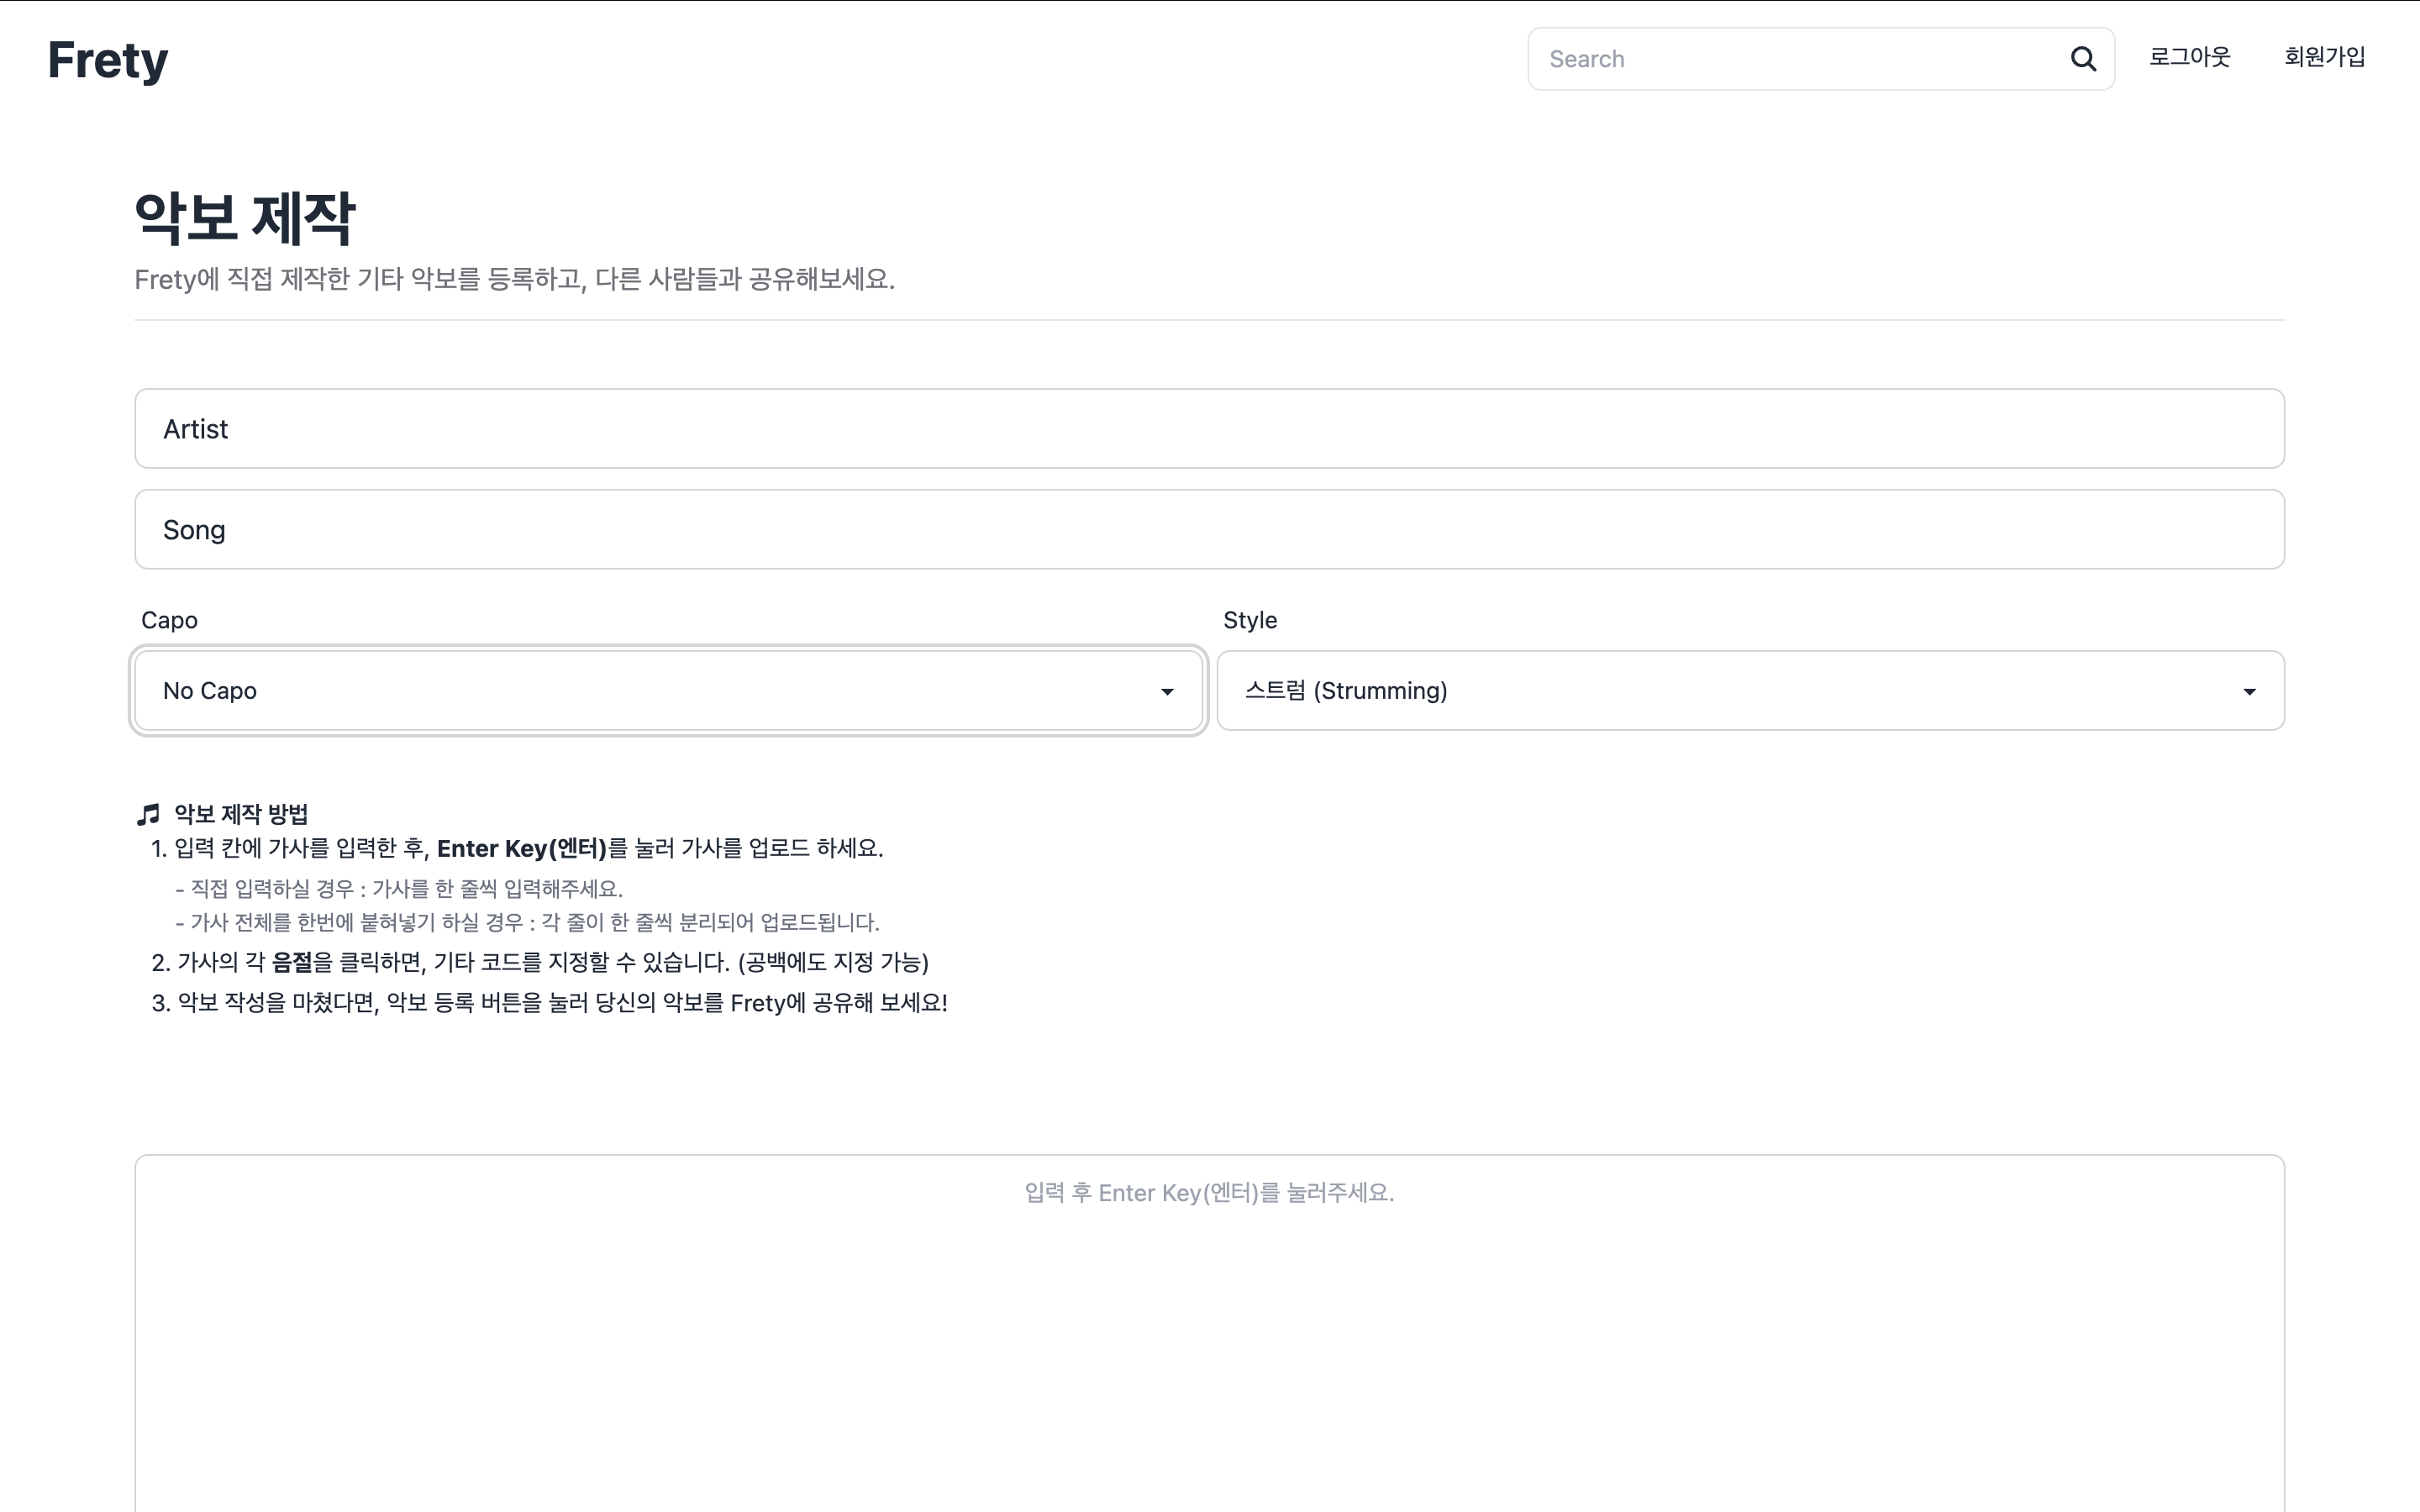 Frety
Search
로그아웃
회원가입
악보 제작
Frety에 직접 제작한 기타 악보를 등록하고, 다른 사람들과 공유해보세요.
Artist
Song
Capo
Style
No Capo
스트럼 (Strumming)
악보 제작 방법
1. 입력 칸에 가사를 입력한 후, Enter Key(엔터)를 눌러 가사를 업로드 하세요.
- 직접 입력하실 경우 : 가사를 한 줄씩 입력해주세요.
- 가사 전체를 한번에 붙혀넣기 하실 경우 : 각 줄이 한 줄씩 분리되어 업로드됩니다.
2. 가사의 각 음절을 클릭하면, 기타 코드를 지정할 수 있습니다. (공백에도 지정 가능)
3. 악보 작성을 마쳤다면, 악보 등록 버튼을 눌러 당신의 악보를 Frety에 공유해 보세요!
입력 후 Enter Key(엔터)를 눌러주세요.